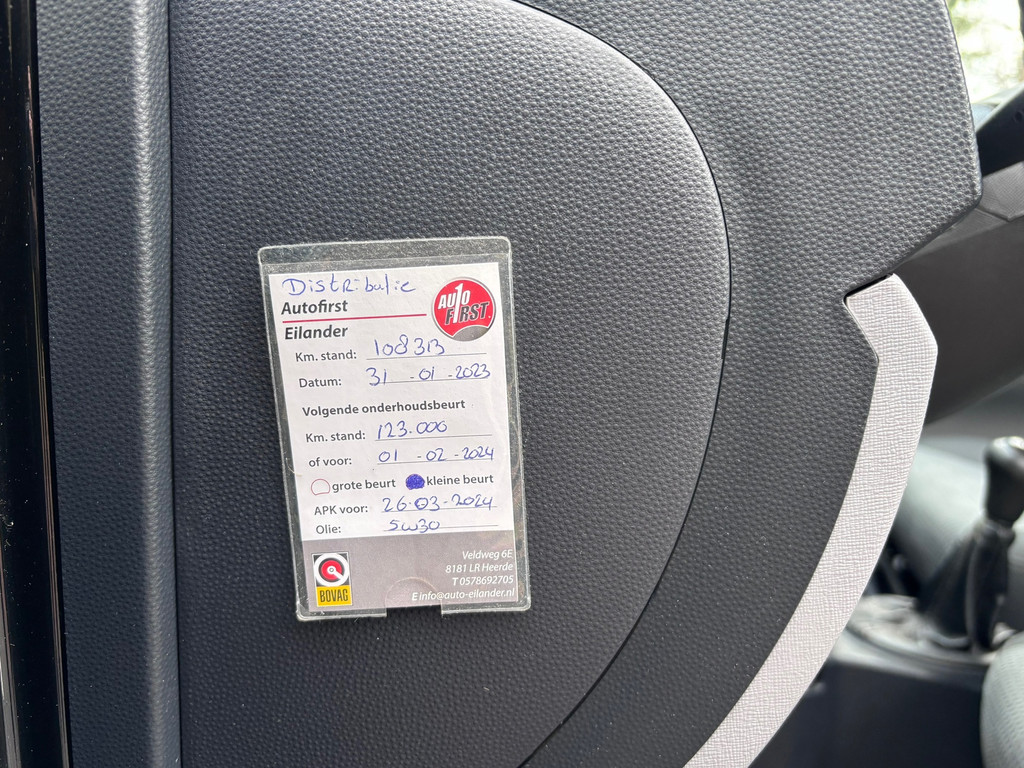 Distributie
Autofirst
Eilander
AUTO FIRST
Km. stand: 108313
Datum: 31-01-2023
Volgende onderhoudsbeurt
Km. stand: 123.000
of voor: 01-02-2024
grote beurt kleine beurt
APK voor: 26-03-2024
Olie: 5w30
BOVAG
Veldweg 6E
8181 LR Heerde
T 0578692705
E info@auto-eilander.nl